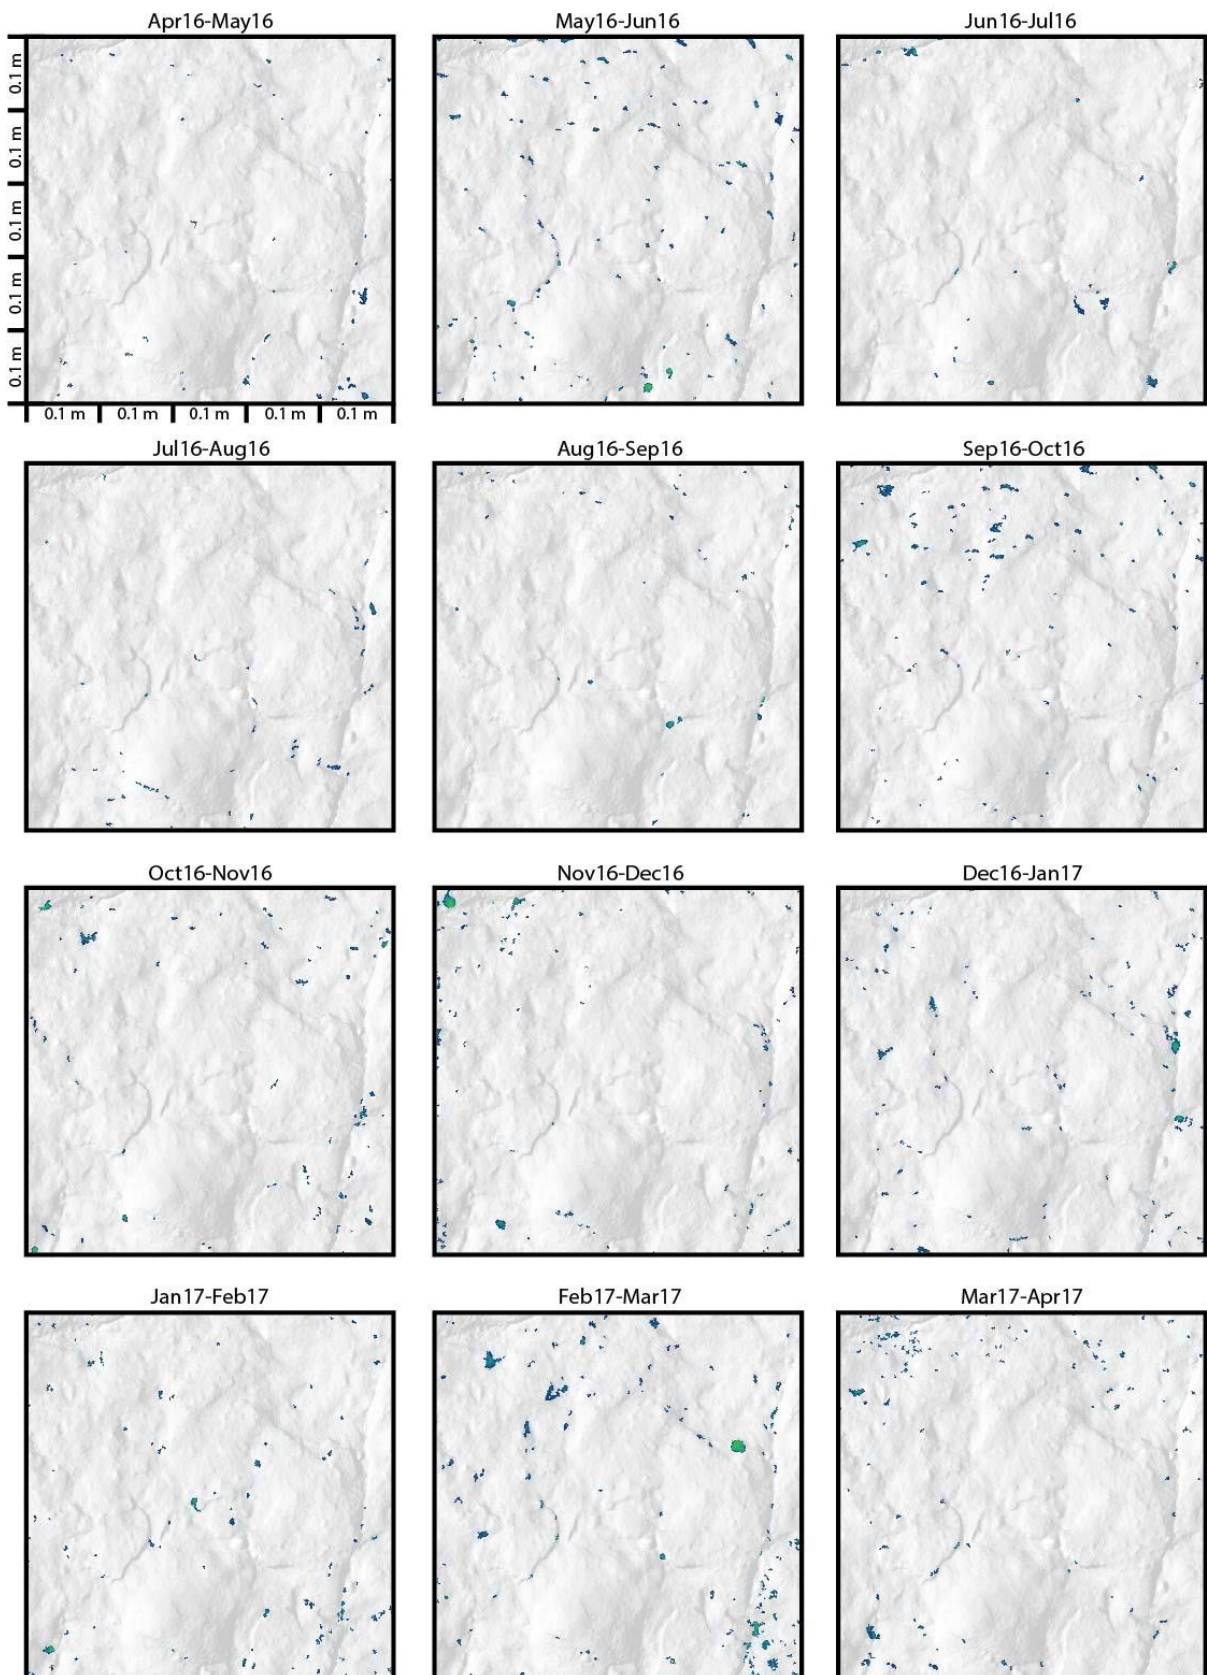 Apr16-May16
May16-Jun16
Jun16-Jul16
0.1 m
0.1 m
0.1 m
0.1 m
0.1 m
0.1 m
0.1 m
0.1 m
0.1 m
0.1 m
Jul16-Aug16
Aug16-Sep16
Sep16-Oct16
Oct16-Nov16
Nov16-Dec16
Dec16-Jan17
Jan17-Feb17
Feb17-Mar17
Mar17-Apr17